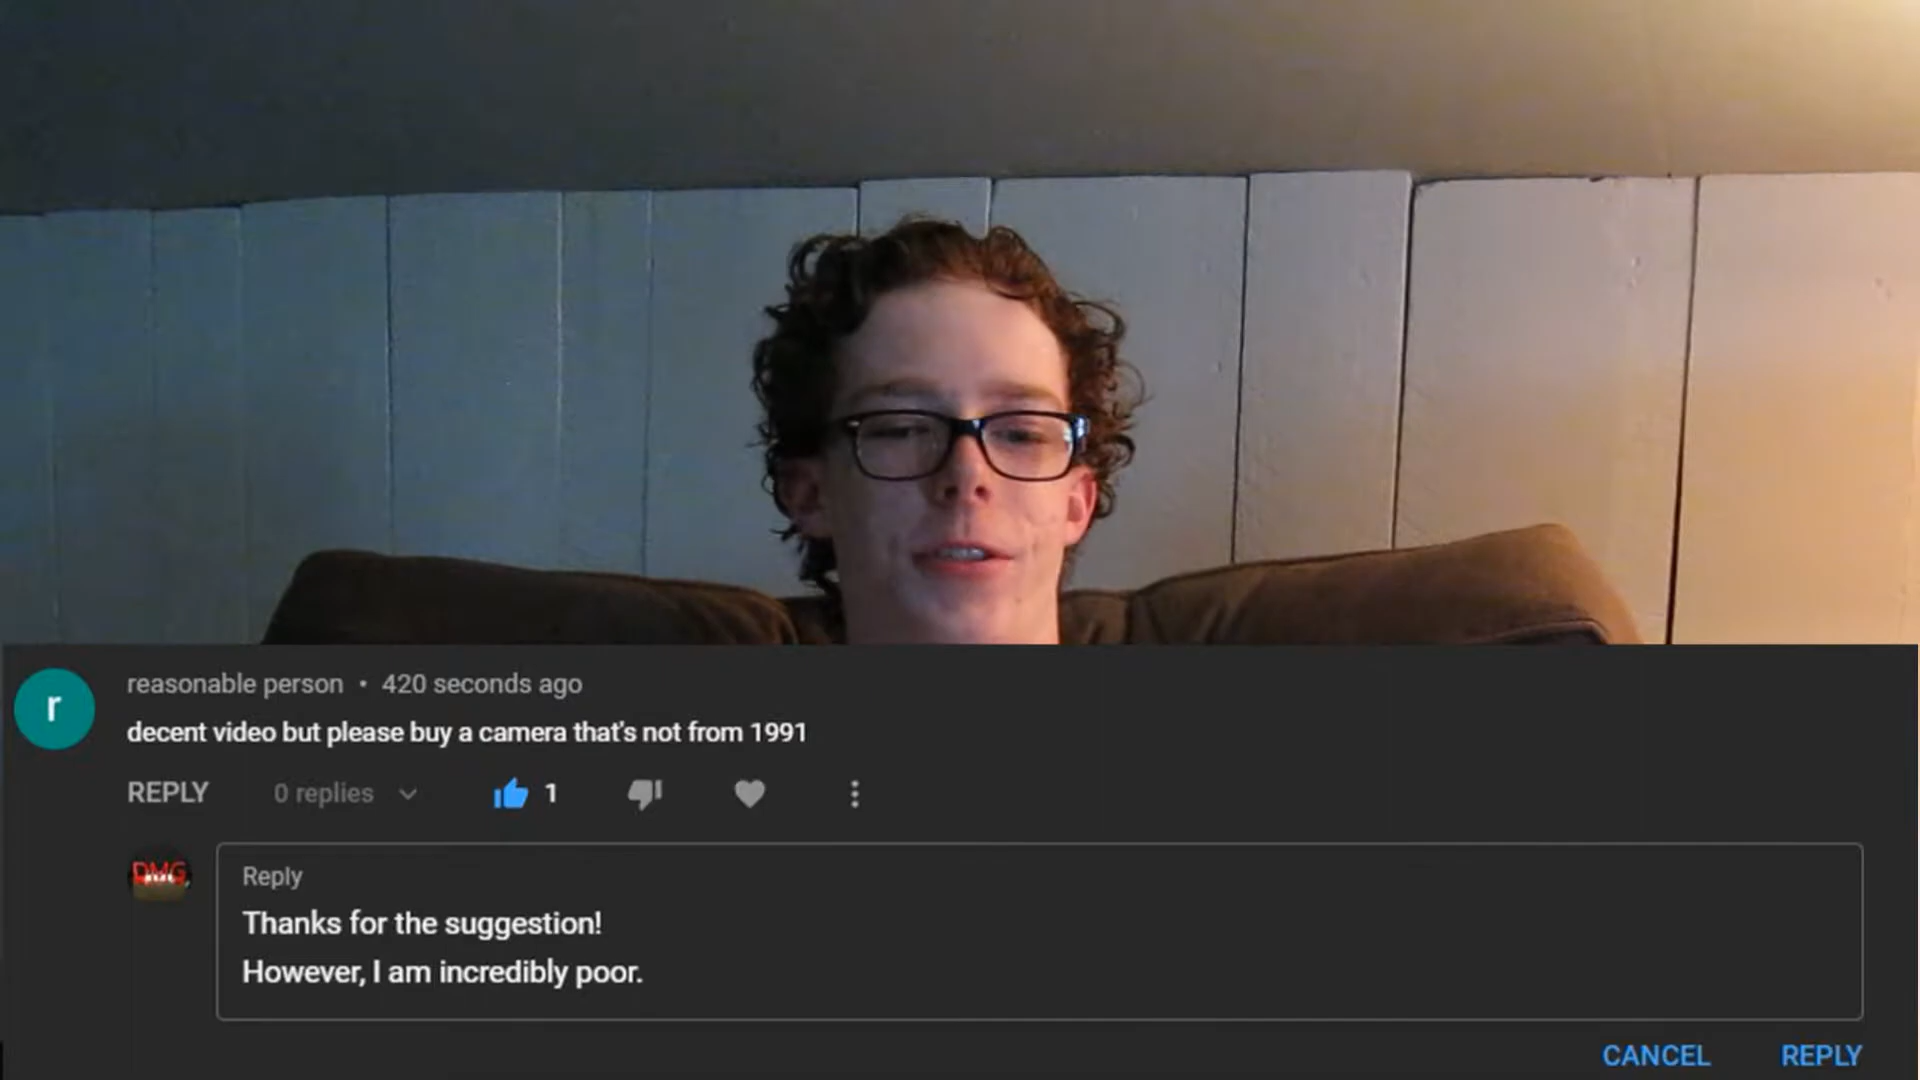 r
reasonable person • 420 seconds ago
decent video but please buy a camera that's not from 1991
REPLY 0 replies 1
DMG
Reply
Thanks for the suggestion!
However, I am incredibly poor.
CANCEL REPLY